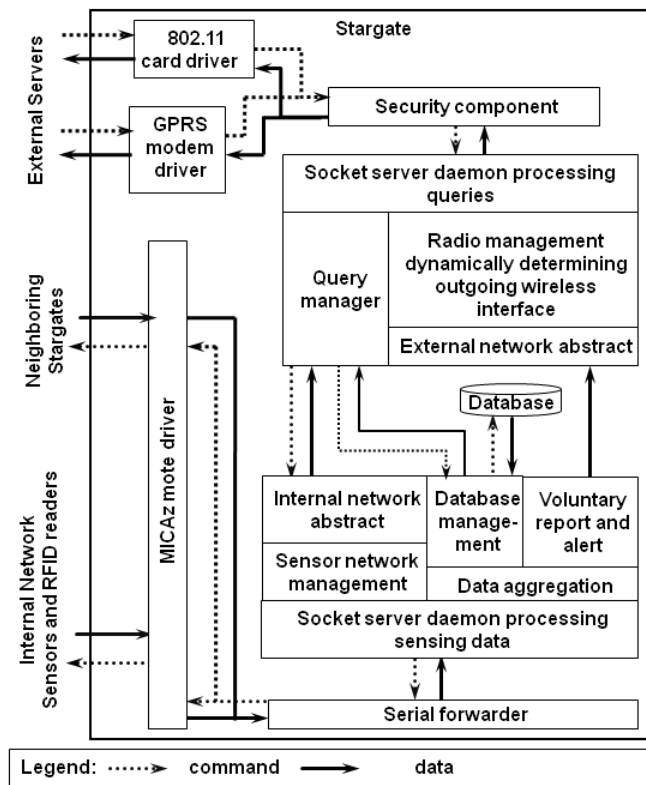 Stargate
802.11
card driver
GPRS
modem
driver
External Servers
Security component
Socket server daemon processing
queries
Query
manager
Radio management
dynamically determining
outgoing wireless
interface
External network abstract
Neighboring
Stargates
MICAz mote driver
Database
Internal network
abstract
Database
manage-
ment
Voluntary
report and
alert
Sensor network
management
Data aggregation
Internal Network
Sensors and RFID readers
Socket server daemon processing
sensing data
Serial forwarder
Legend: command data